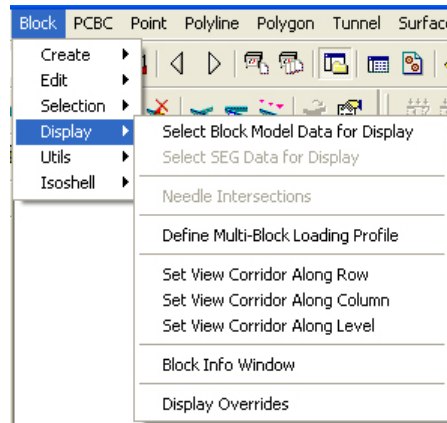 Block PCBC Point Polyline Polygon Tunnel Surfac
Create
Edit
Selection
Display
Utils
Isoshell
Select Block Model Data for Display
Select SEG Data for Display
Needle Intersections
Define Multi-Block Loading Profile
Set View Corridor Along Row
Set View Corridor Along Column
Set View Corridor Along Level
Block Info Window
Display Overrides